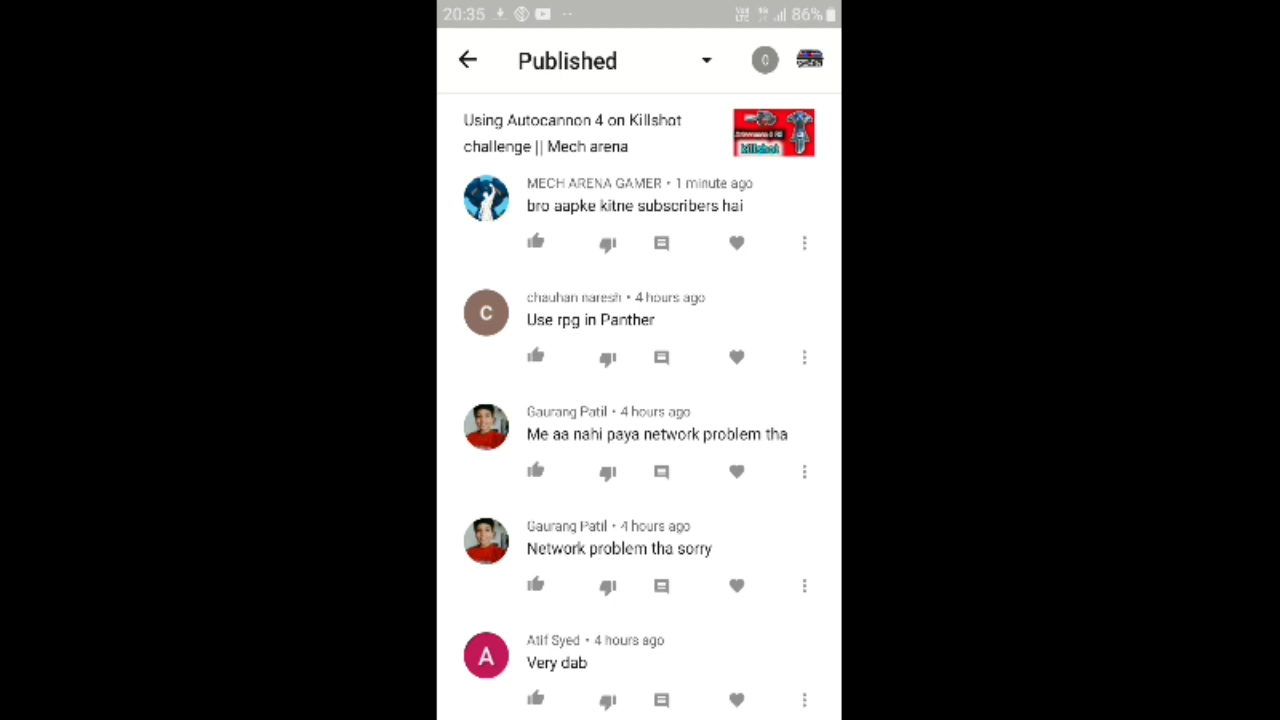 20:35
86%
Published
0
Using Autocannon 4 on Killshot
challenge || Mech arena
killshot
MECH ARENA GAMER • 1 minute ago
bro aapke kitne subscribers hai
C
chauhan naresh • 4 hours ago
Use rpg in Panther
Gaurang Patil • 4 hours ago
Me aa nahi paya network problem tha
Gaurang Patil • 4 hours ago
Network problem tha sorry
A
Atif Syed • 4 hours ago
Very dab